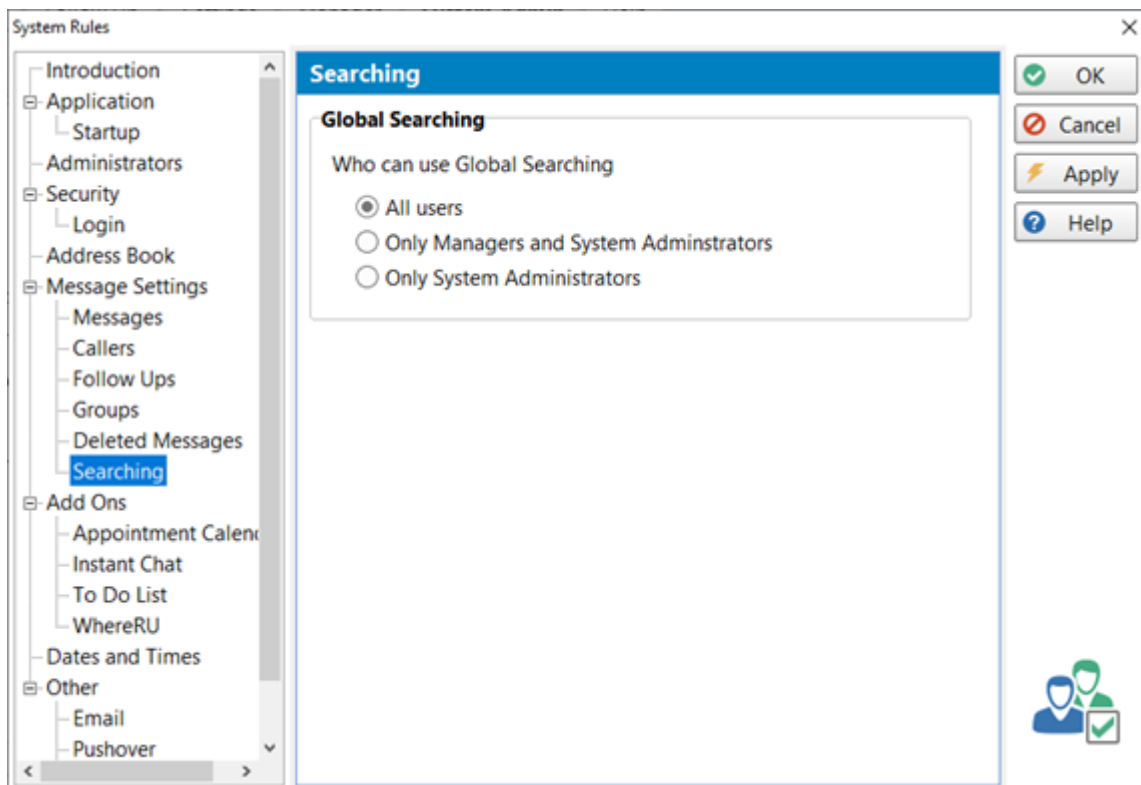 System Rules
Introduction
Application
Startup
Administrators
Security
Login
Address Book
Message Settings
Messages
Callers
Follow Ups
Groups
Deleted Messages
Searching
Add Ons
Appointment Calen
Instant Chat
To Do List
WhereRU
Dates and Times
Other
Email
Pushover
Searching
Global Searching
Who can use Global Searching
All users
Only Managers and System Adminstrators
Only System Administrators
OK
Cancel
Apply
Help